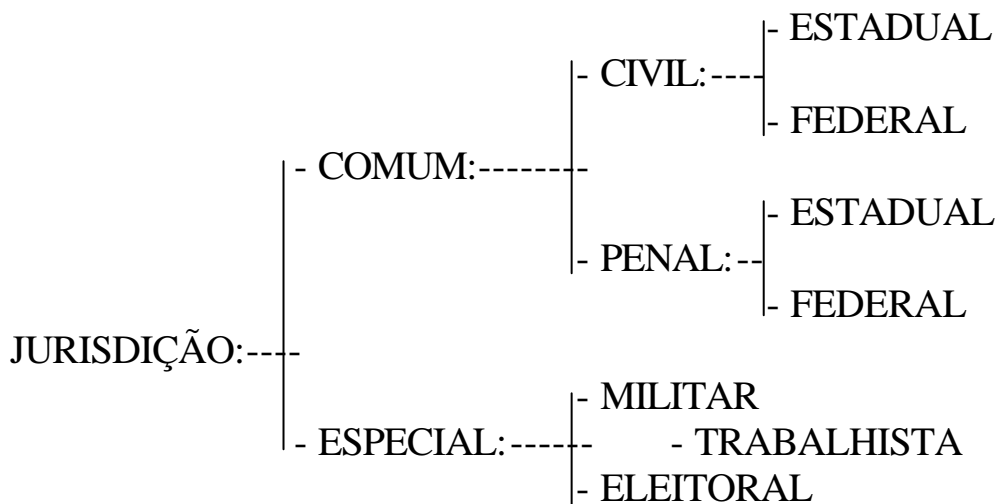 - ESTADUAL
- CIVIL:----
- FEDERAL
- COMUM:--------
- ESTADUAL
- PENAL:--
- FEDERAL
JURISDIÇÃO:----
- MILITAR
- ESPECIAL:------ - TRABALHISTA
- ELEITORAL